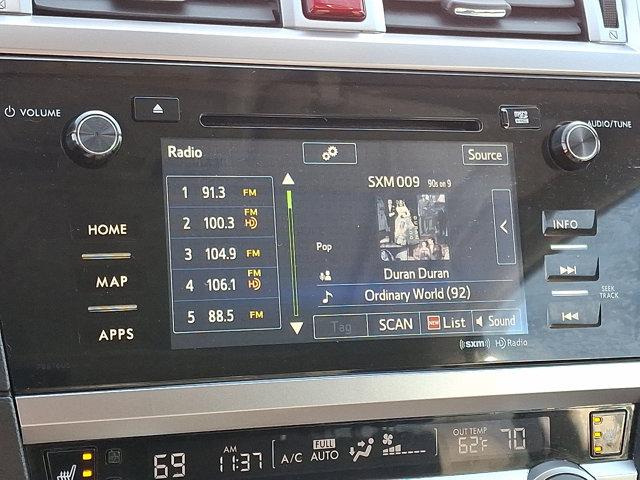 VOLUME
AUDIO/TUNE
Radio
Source
SXM 009 90s on 9
1 91.3 FM
2 100.3 FM HD
3 104.9 FM
4 106.1 FM HD
5 88.5 FM
Pop
Duran Duran
Ordinary World (92)
Tag SCAN NEW List Sound
((sxm)) HD Radio
HOME
MAP
APPS
INFO
SEEK
TRACK
69
AM
11:37
A/C
FULL
AUTO
OUT TEMP
62°F
70